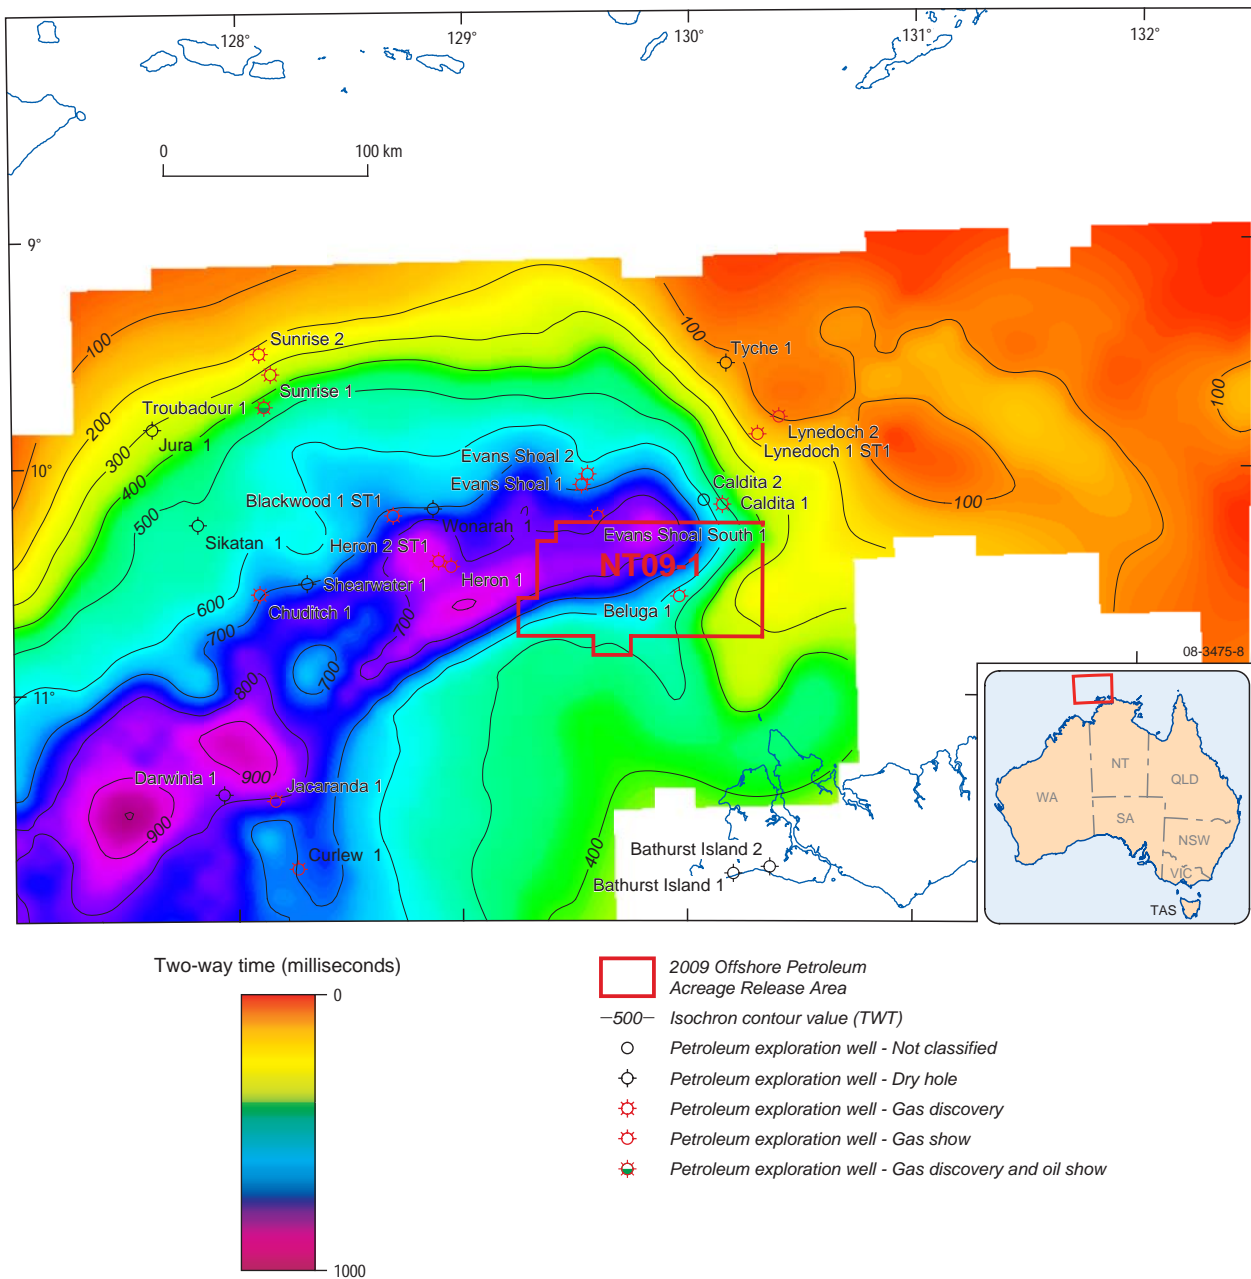 128°
129°
130°
131°
132°
0
100 km
9°
100
100
Sunrise 2
Tyche 1
Sunrise 1
100
200
Troubadour 1
Jura 1
300
Lynedoch 2
Lynedoch 1 ST1
400
10°
Evans Shoal 2
Evans Shoal 1
Caldita 2
Caldita 1
100
500
Blackwood 1 ST1
Wonarah 1
Evans Shoal South 1
Sikatan 1
Heron 2 ST1
NT09-1
Heron 1
Shearwater 1
600
Chuditch 1
Beluga 1
700
700
08-3475-8
700
800
11°
900
Darwinia 1
Jacaranda 1
900
Curlew 1
400
Bathurst Island 2
Bathurst Island 1
NT
QLD
WA
SA
NSW
VIC
TAS
Two-way time (milliseconds)
0
1000
2009 Offshore Petroleum
Acreage Release Area
500
Isochron contour value (TWT)
Petroleum exploration well - Not classified
Petroleum exploration well - Dry hole
Petroleum exploration well - Gas discovery
Petroleum exploration well - Gas show
Petroleum exploration well - Gas discovery and oil show